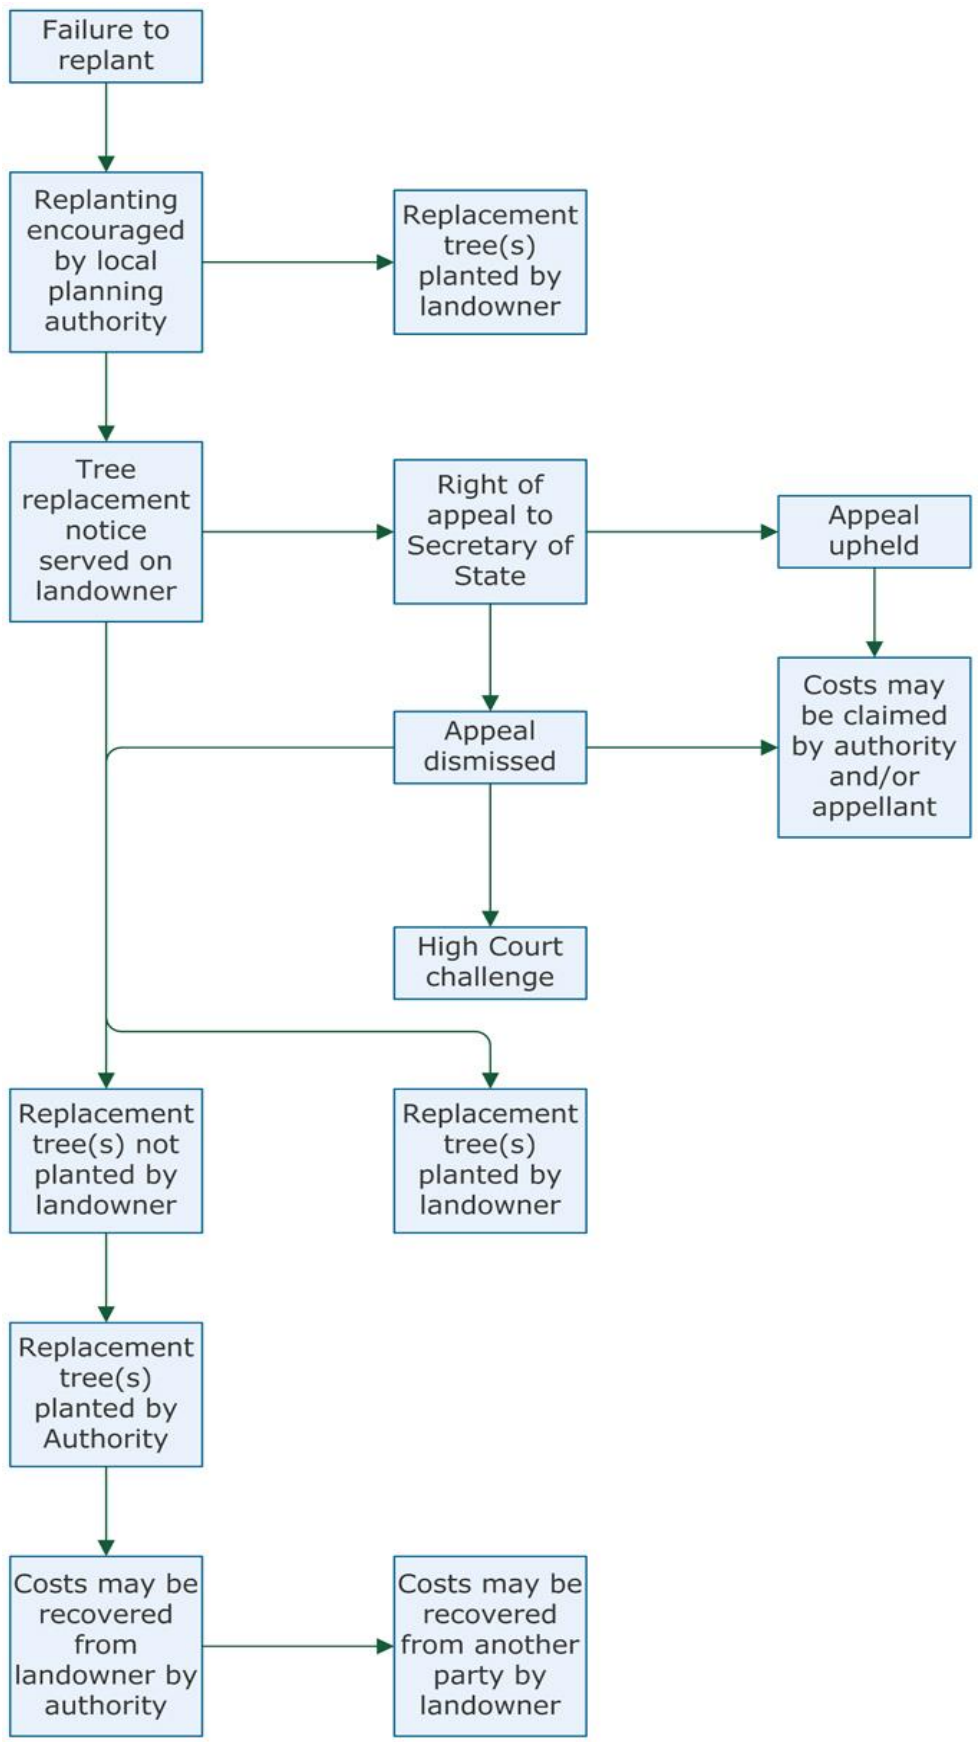 Failure to
replant
Replanting
encouraged
by local
planning
authority
Replacement
tree(s)
planted by
landowner
Tree
replacement
notice
served on
landowner
Right of
appeal to
Secretary of
State
Appeal
upheld
Appeal
dismissed
Costs may
be claimed
by authority
and/or
appellant
High Court
challenge
Replacement
tree(s) not
planted by
landowner
Replacement
tree(s)
planted by
landowner
Replacement
tree(s)
planted by
Authority
Costs may be
recovered
from
landowner by
authority
Costs may be
recovered
from another
party by
landowner